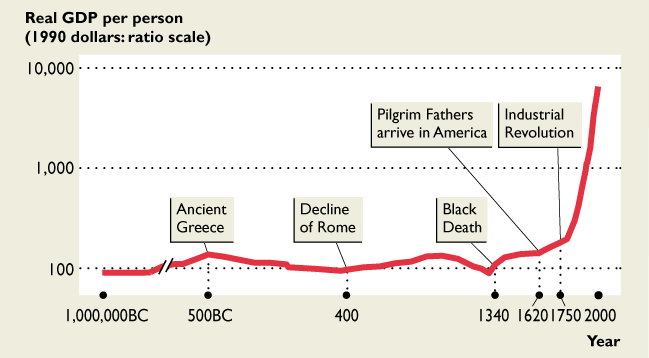 Real GDP per person
(1990 dollars: ratio scale)
10,000
Pilgrim Fathers
arrive in America
Industrial
Revolution
1,000
Ancient
Greece
Decline
of Rome
Black
Death
100
1,000,000BC
500BC
400
1340
1620
1750
2000
Year